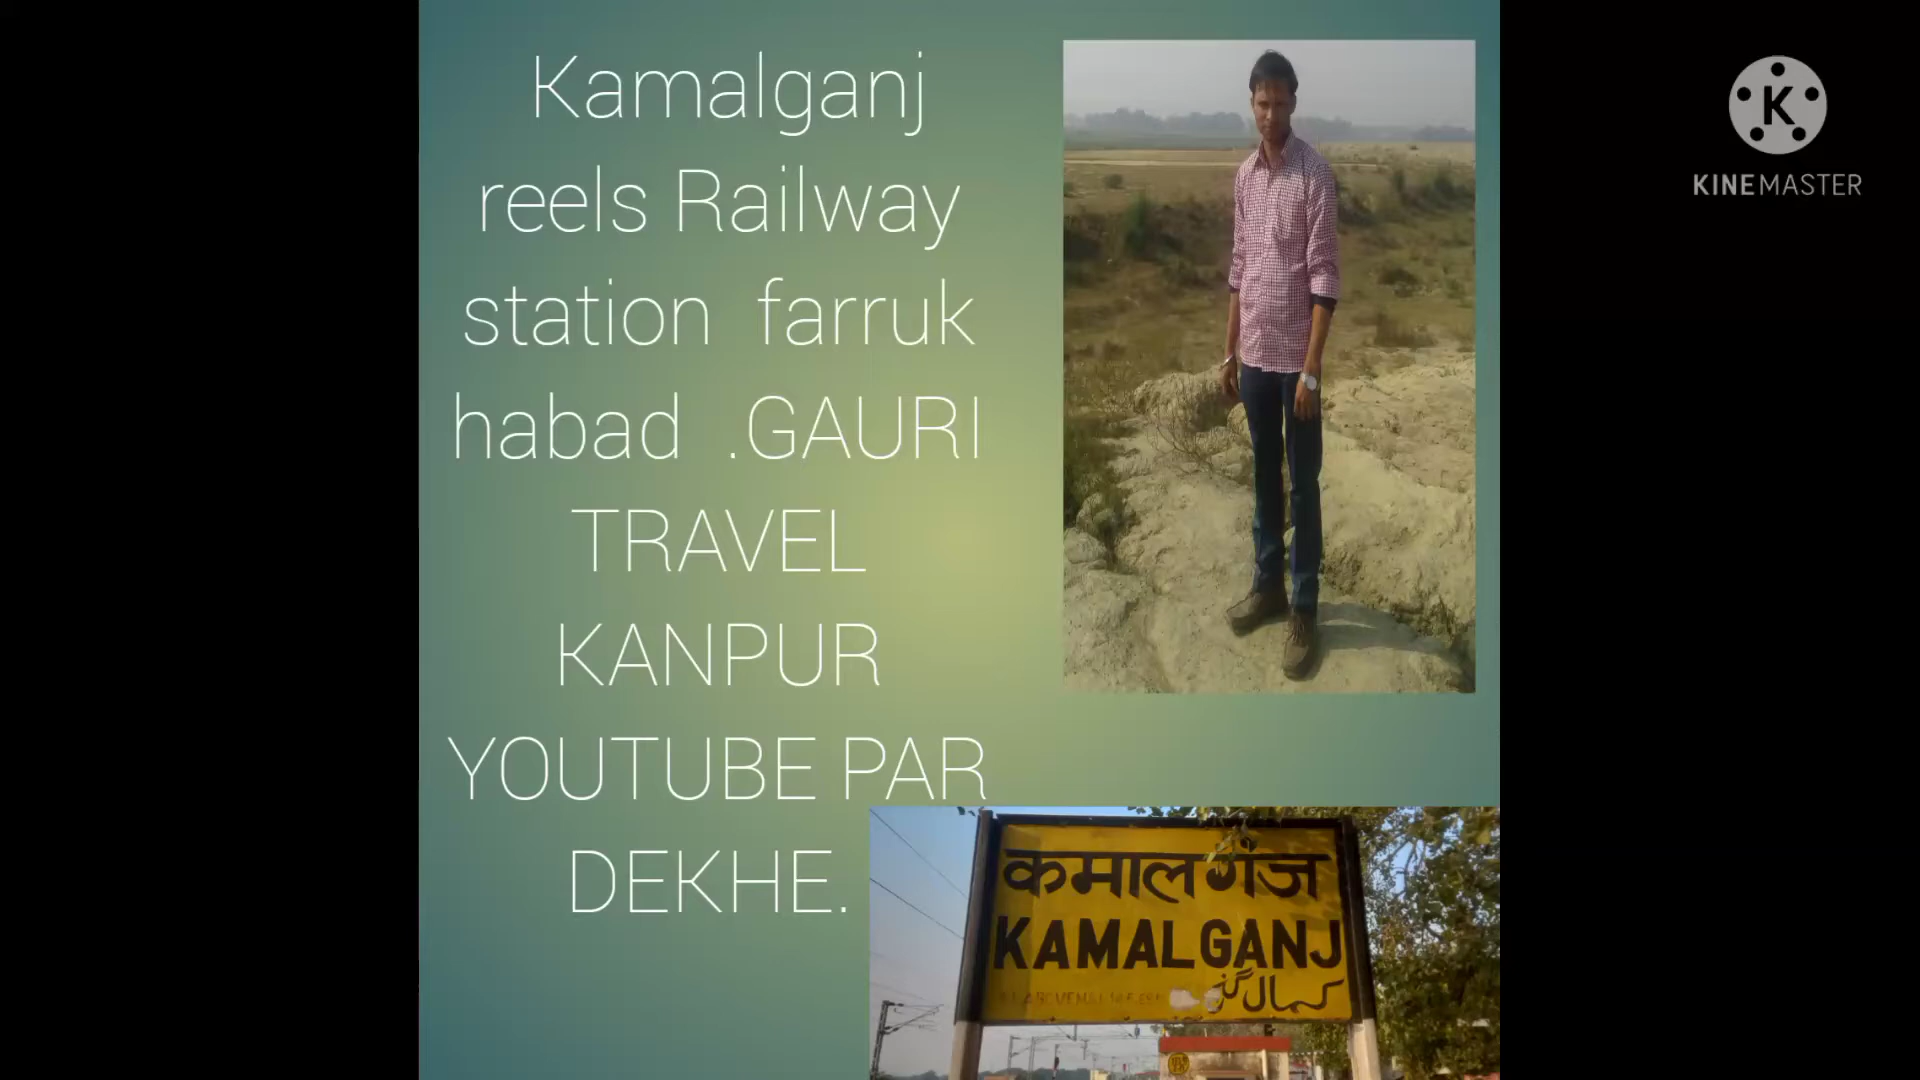 Kamalganj
reels Railway
station farruk
habad .GAURI
TRAVEL
KANPUR
YOUTUBE PAR
DEKHE.
K
KINEMASTER
कमालगंज
KAMALGANJ
کمال گنج